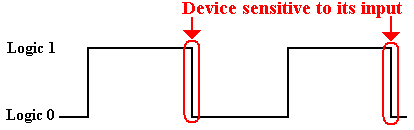 Device sensitive to its input
Logic 1
Logic 0